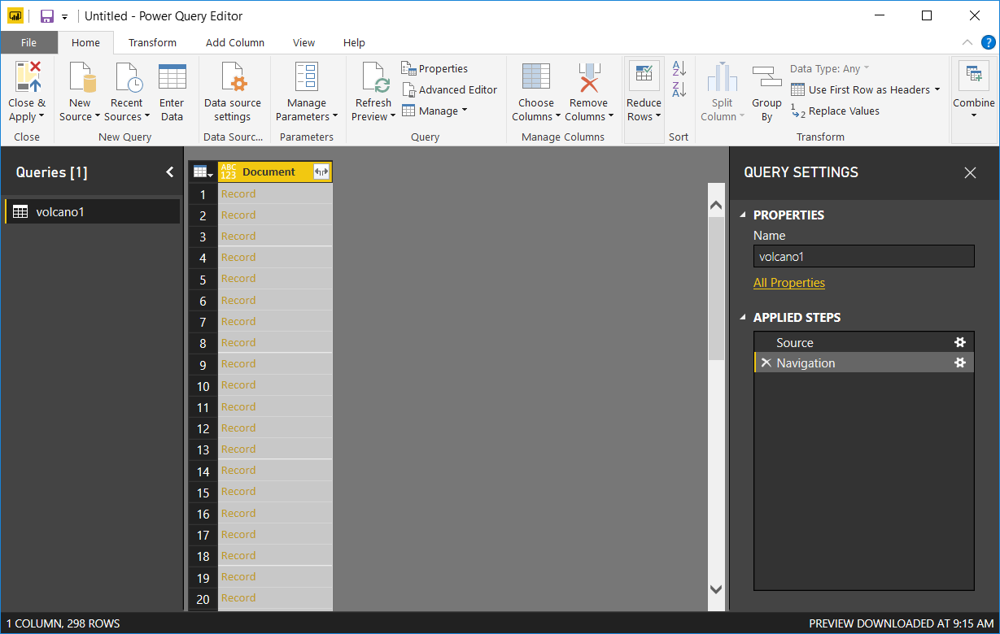 Untitled - Power Query Editor
File Home Transform Add Column View Help
?
Close & Apply
New Source
Recent Sources
Enter Data
Data source settings
Manage Parameters
Refresh Preview
Properties
Advanced Editor
Manage
Choose Columns
Remove Columns
Reduce Rows
A Z
Z A
Split Column
Group By
Data Type: Any
Use First Row as Headers
1 2 Replace Values
Combine
Close New Query Data Sourc... Parameters Query Manage Columns Sort Transform
Queries [1]
volcano1
ABC 123 Document
1 Record
2 Record
3 Record
4 Record
5 Record
6 Record
7 Record
8 Record
9 Record
10 Record
11 Record
12 Record
13 Record
14 Record
15 Record
16 Record
17 Record
18 Record
19 Record
20 Record
QUERY SETTINGS
PROPERTIES
Name
volcano1
All Properties
APPLIED STEPS
Source
Navigation
1 COLUMN, 298 ROWS
PREVIEW DOWNLOADED AT 9:15 AM